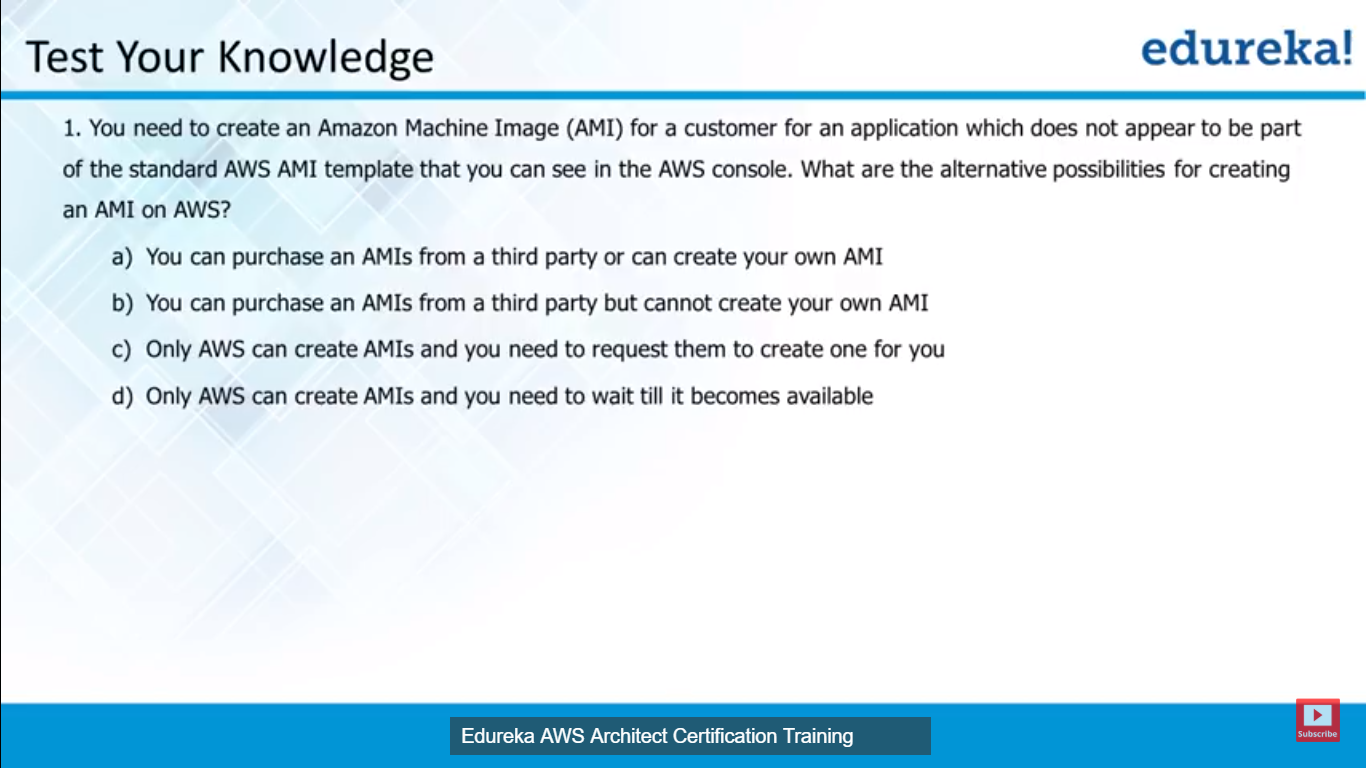 Test Your Knowledge
edureka!
1. You need to create an Amazon Machine Image (AMI) for a customer for an application which does not appear to be part
of the standard AWS AMI template that you can see in the AWS console. What are the alternative possibilities for creating
an AMI on AWS?
a) You can purchase an AMIs from a third party or can create your own AMI
b) You can purchase an AMIs from a third party but cannot create your own AMI
c) Only AWS can create AMIs and you need to request them to create one for you
d) Only AWS can create AMIs and you need to wait till it becomes available
Subscribe
Edureka AWS Architect Certification Training